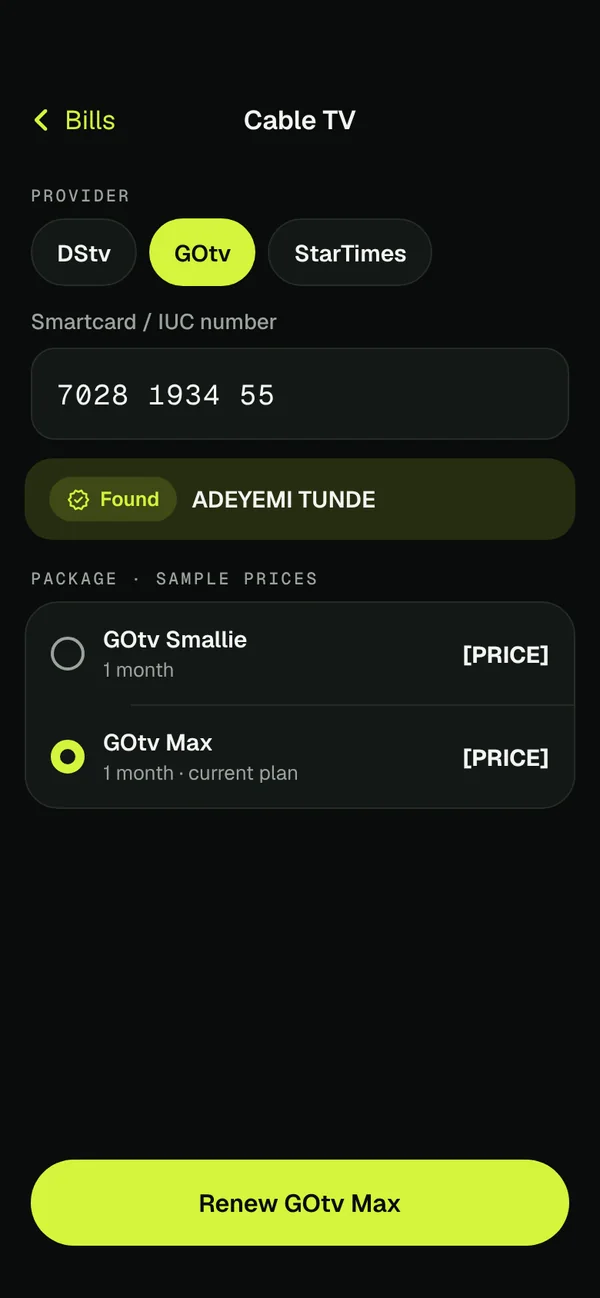 Bills
Cable TV
PROVIDER
DStv
GOtv
StarTimes
Smartcard / IUC number
7028 1934 55
Found
ADEYEMI TUNDE
PACKAGE · SAMPLE PRICES
GOtv Smallie
1 month
[PRICE]
GOtv Max
1 month · current plan
[PRICE]
Renew GOtv Max